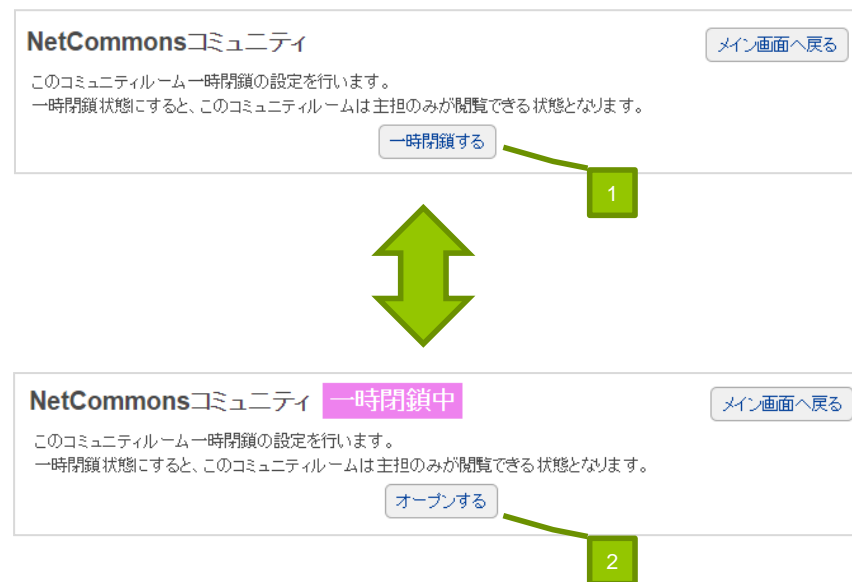 NetCommonsコミュニティ
メイン画面へ戻る
このコミュニティルーム一時閉鎖の設定を行います。
一時閉鎖状態にすると、このコミュニティルームは主担のみが閲覧できる状態となります。
一時閉鎖する
1
NetCommonsコミュニティ 一時閉鎖中
メイン画面へ戻る
このコミュニティルーム一時閉鎖の設定を行います。
一時閉鎖状態にすると、このコミュニティルームは主担のみが閲覧できる状態となります。
オープンする
2